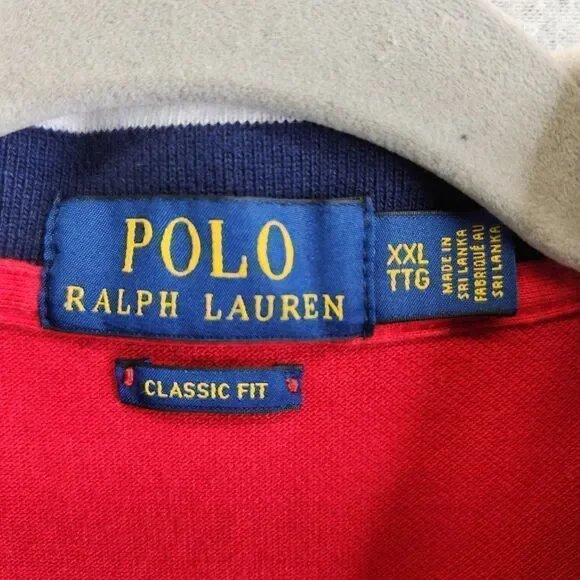 POLO
RALPH LAUREN
XXL
TTG
MADE IN
SRI LANKA
FABRIQUÉ AU
SRI LANKA
CLASSIC FIT